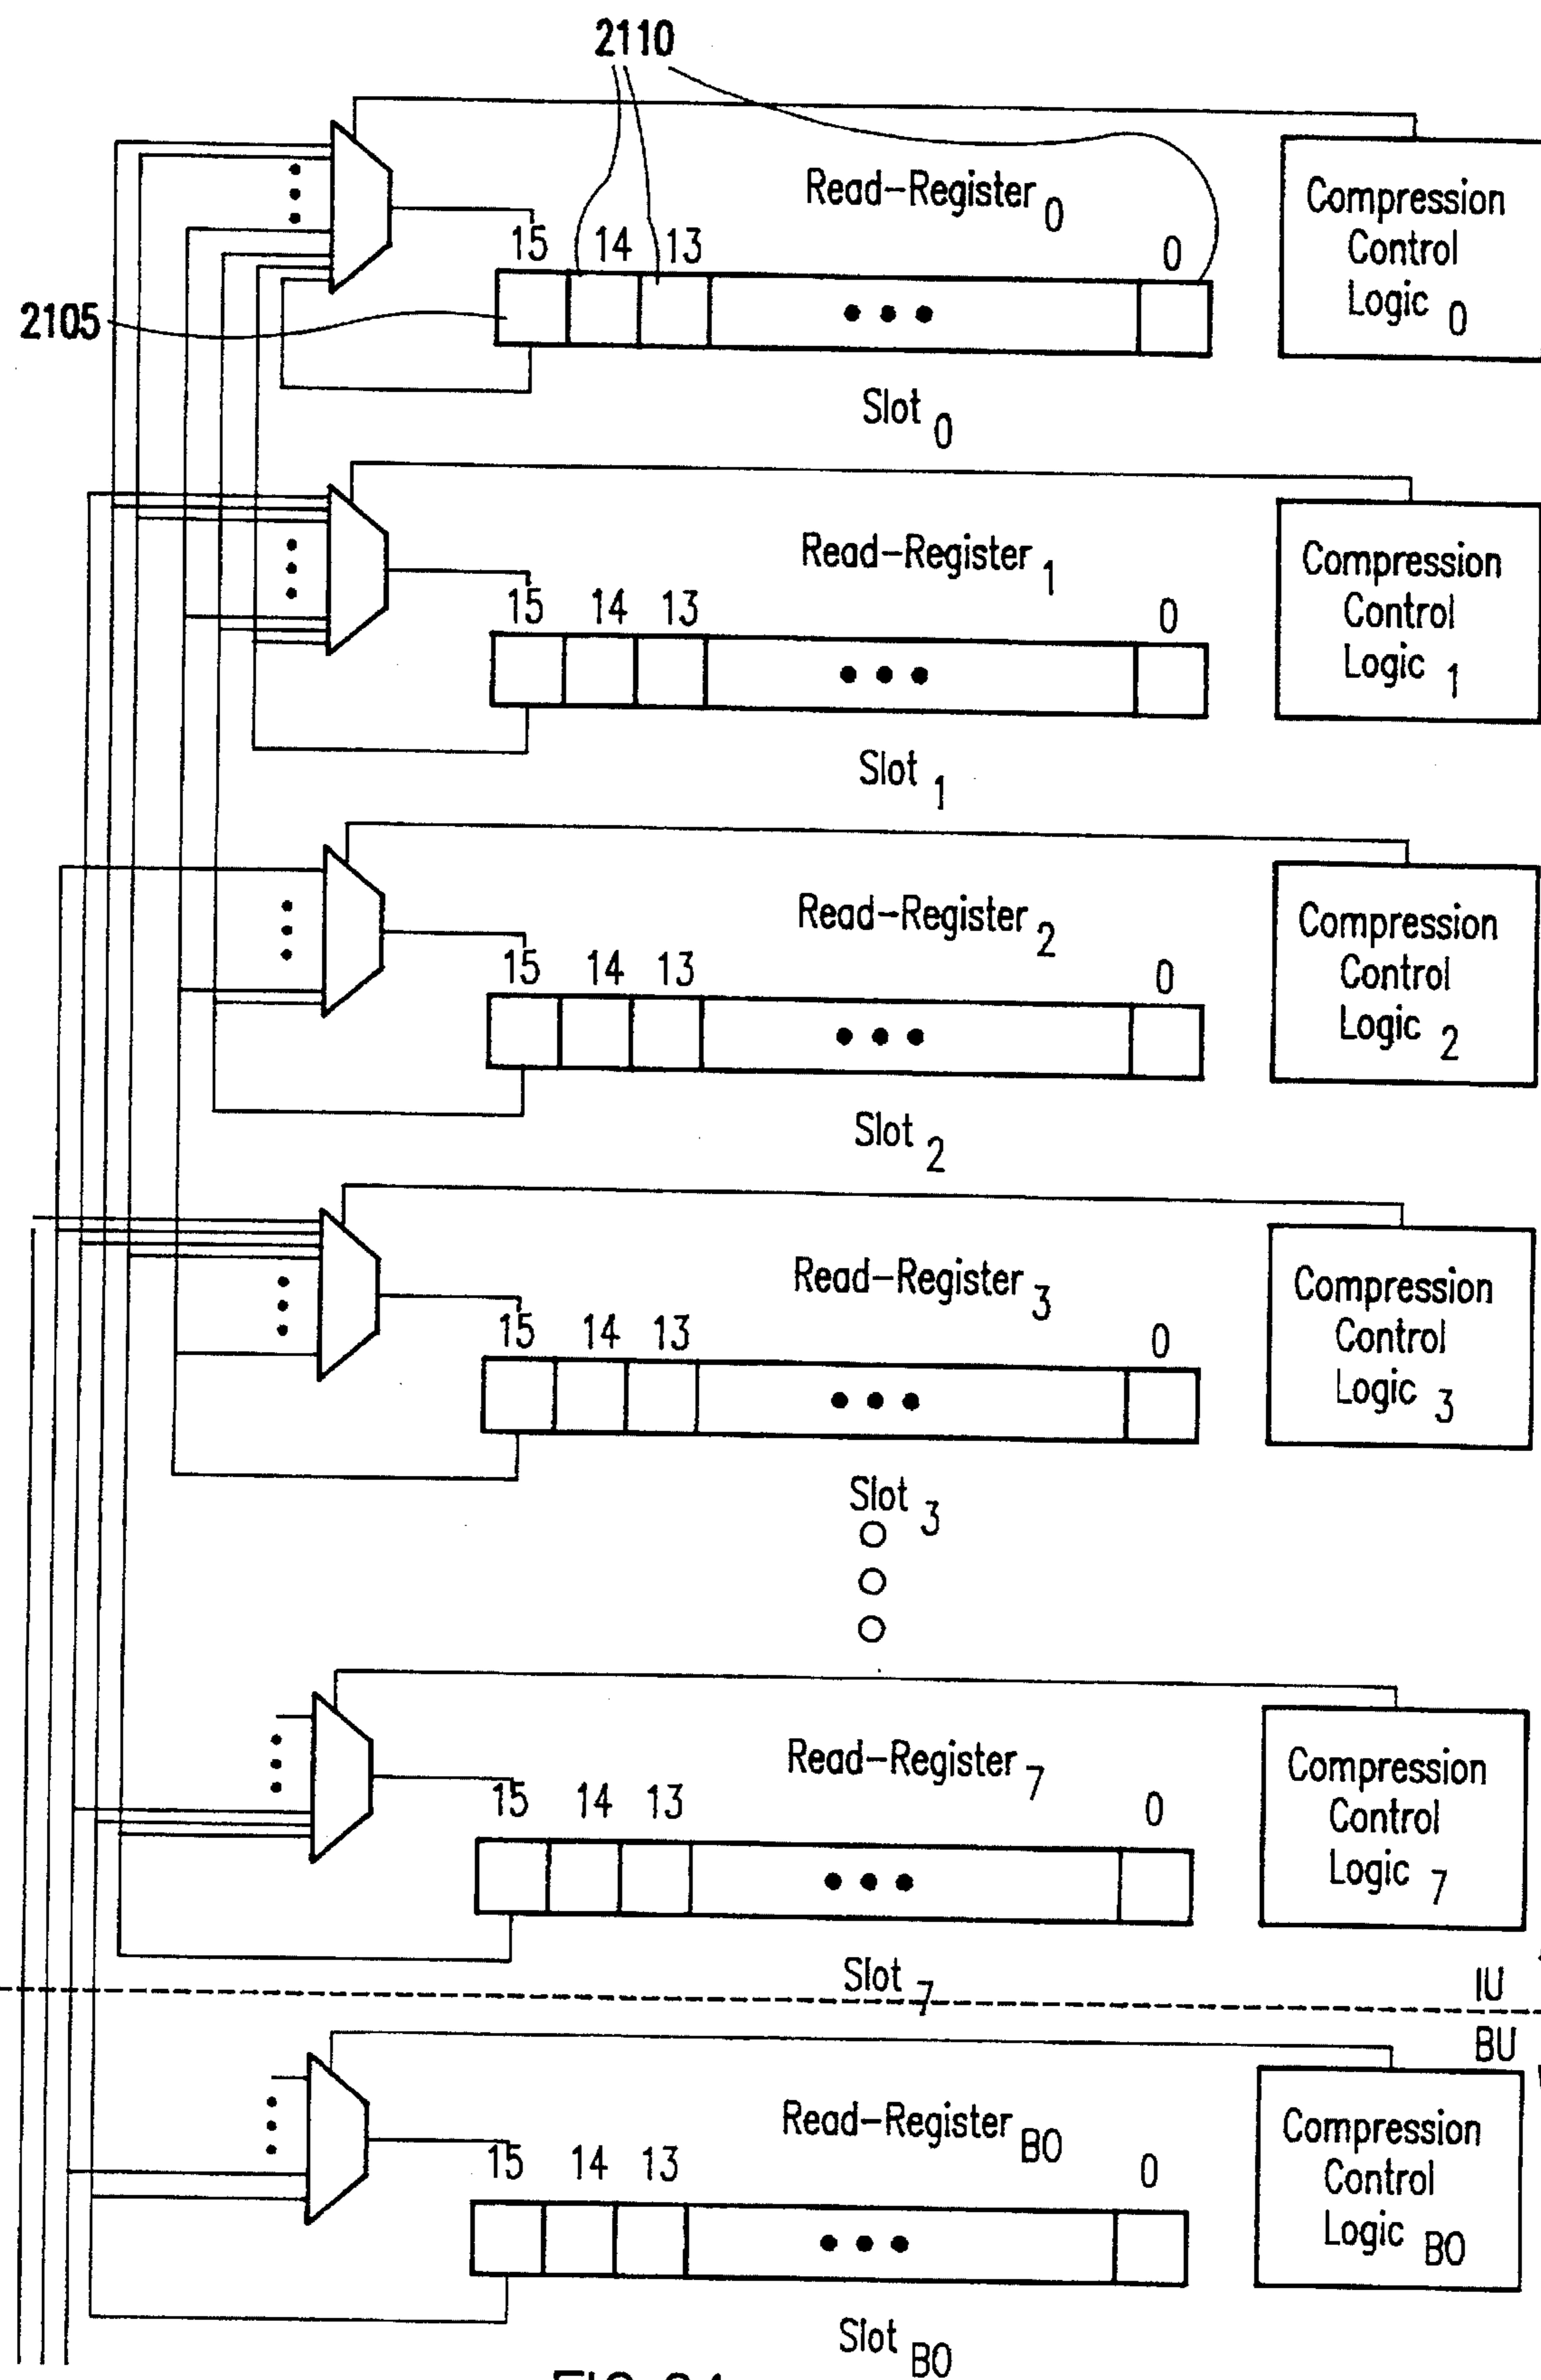 2110
Read-Register 0
Compression
Control
Logic 0
15 14 13 0
2105
Slot 0
Read-Register 1
Compression
Control
Logic 1
15 14 13 0
Slot 1
Read-Register 2
Compression
Control
Logic 2
15 14 13 0
Slot 2
Read-Register 3
Compression
Control
Logic 3
15 14 13 0
Slot 3
Read-Register 7
Compression
Control
Logic 7
15 14 13 0
Slot 7
IU
BU
Read-Register B0
Compression
Control
Logic B0
15 14 13 0
Slot B0